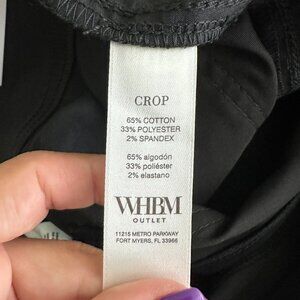 CROP
65% COTTON
33% POLYESTER
2% SPANDEX
65% algodón
33% poliéster
2% elastano
WHBM
OUTLET
11215 METRO PARKWAY
FORT MYERS, FL 33966